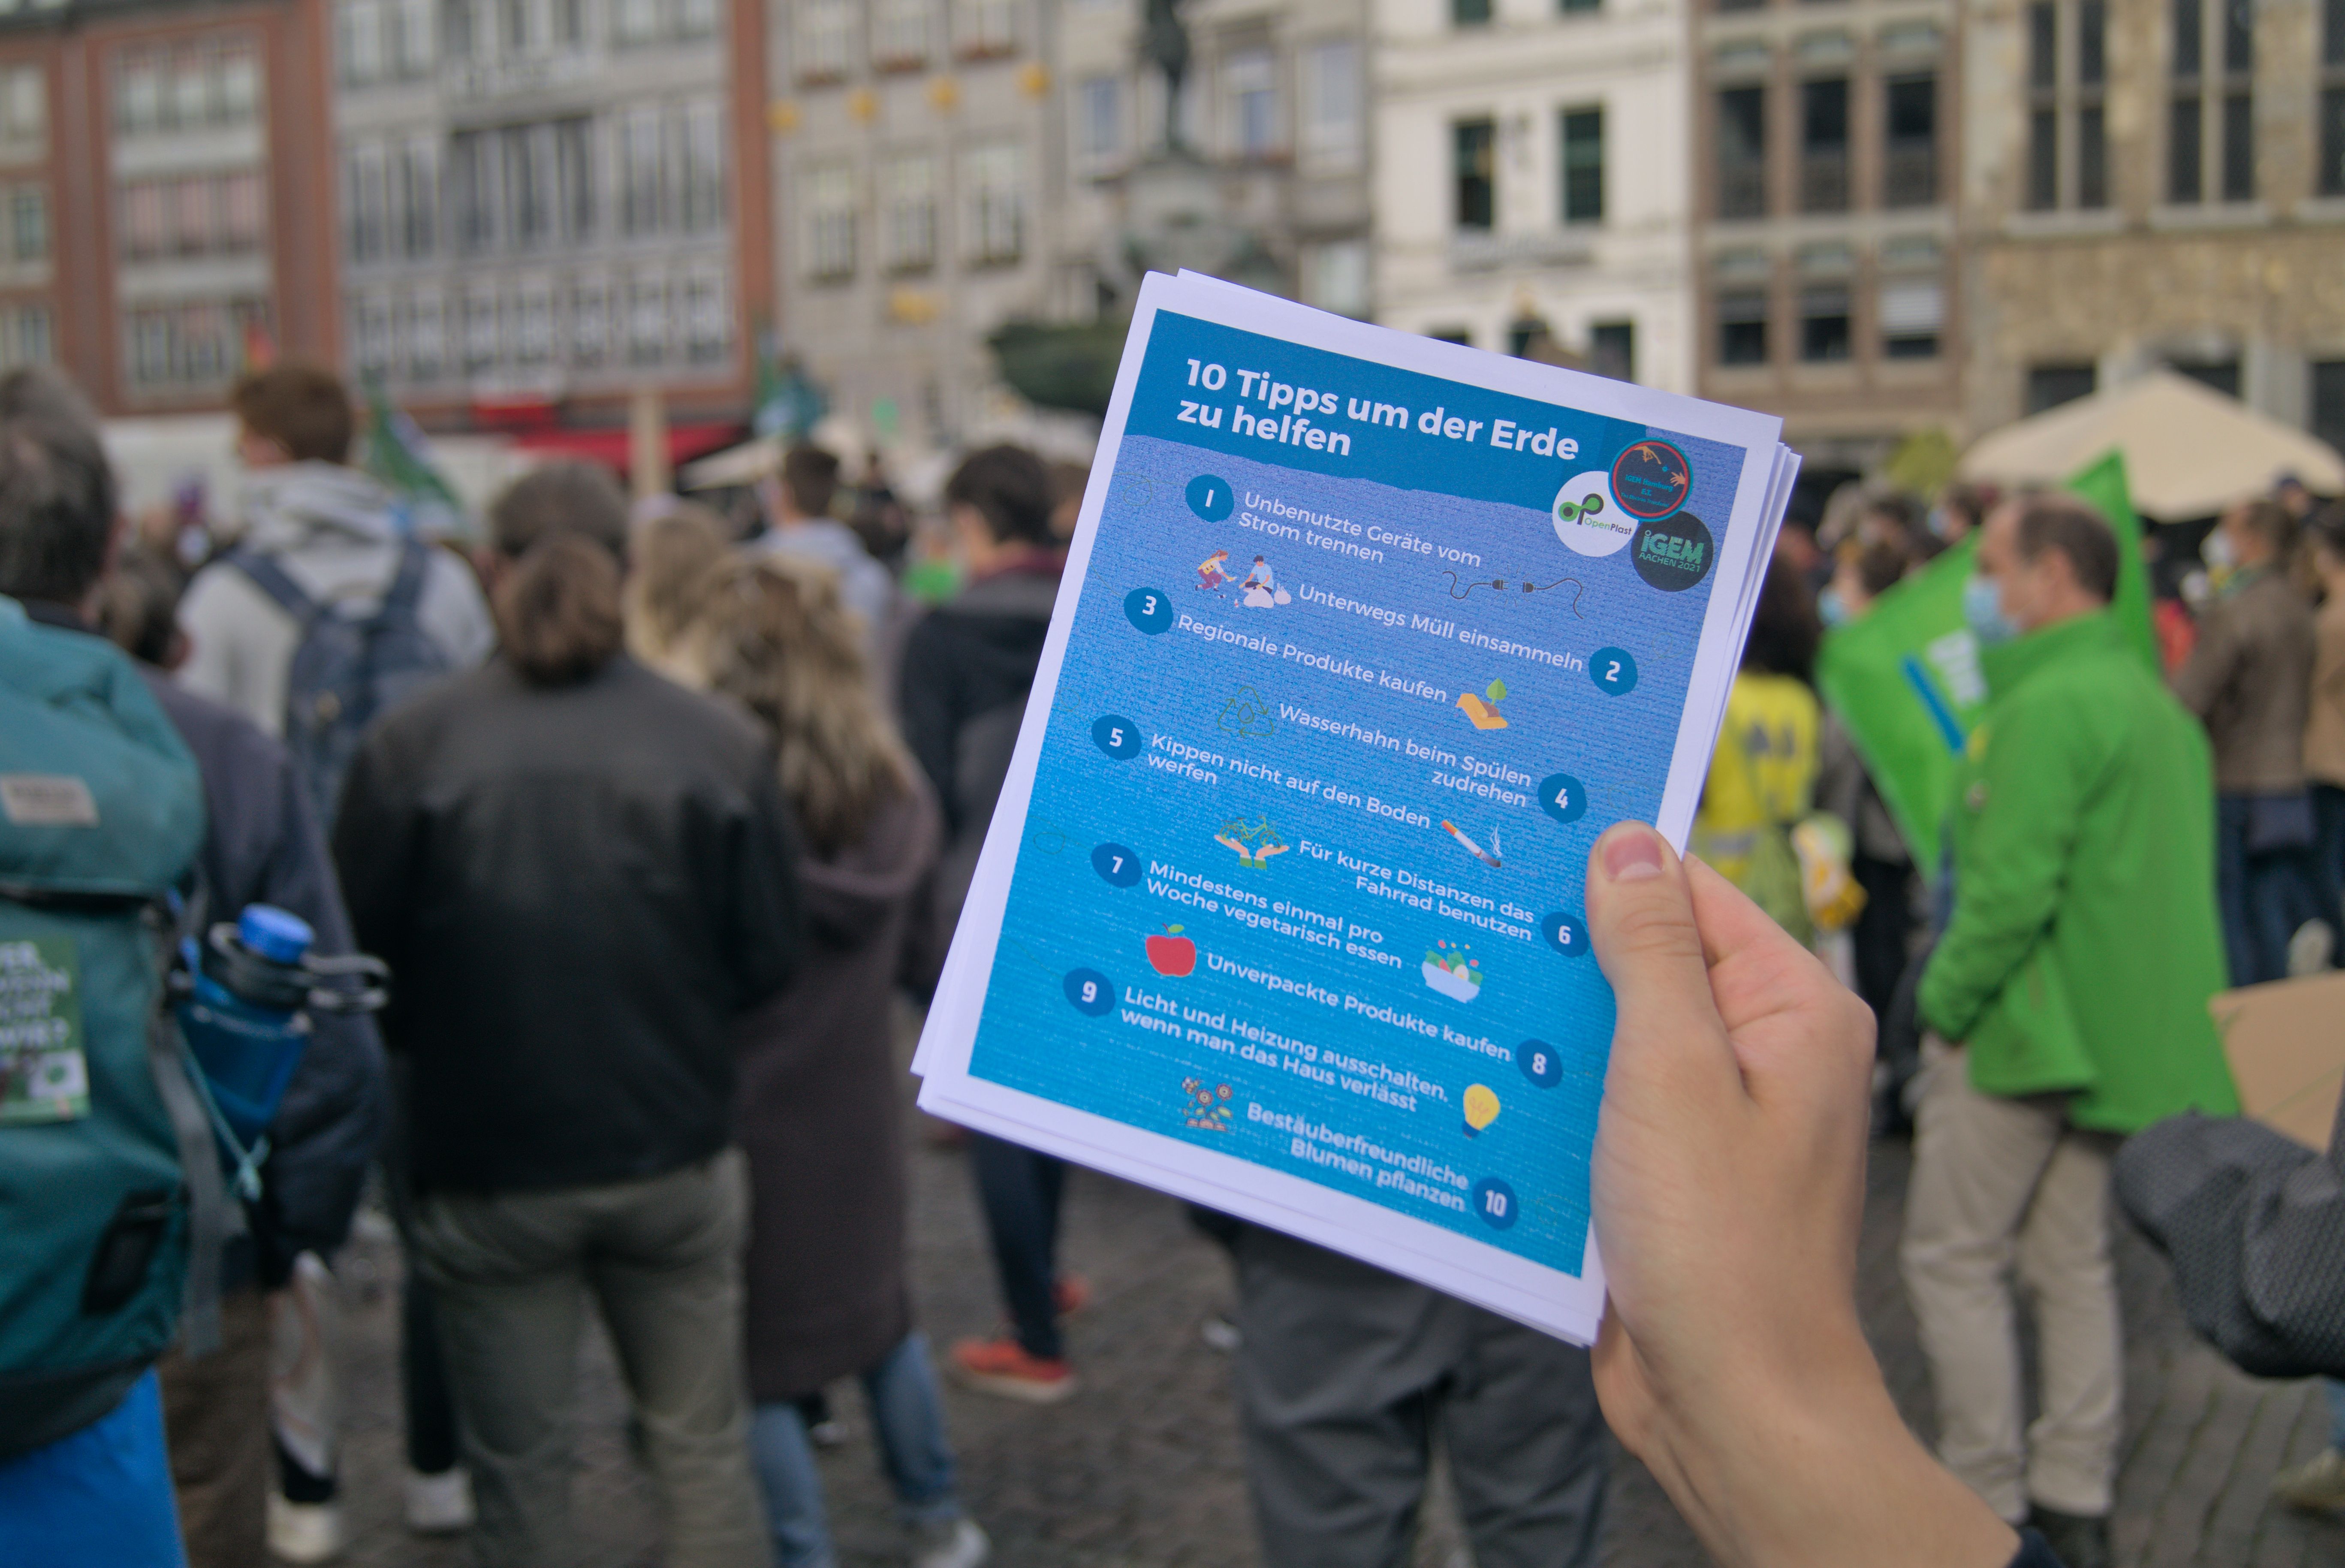 10 Tipps um der Erde
zu helfen
iGEM Hamburg
OpenPlast
iGEM
AACHEN 2021
1
Unbenutzte Geräte vom
Strom trennen
Unterwegs Müll einsammeln
2
3
Regionale Produkte kaufen
Wasserhahn beim Spülen
zudrehen
4
5
Kippen nicht auf den Boden
werfen
Für kurze Distanzen das
Fahrrad benutzen
6
7
Mindestens einmal pro
Woche vegetarisch essen
Unverpackte Produkte kaufen
8
9
Licht und Heizung ausschalten,
wenn man das Haus verlässt
Bestäuberfreundliche
Blumen pflanzen
10